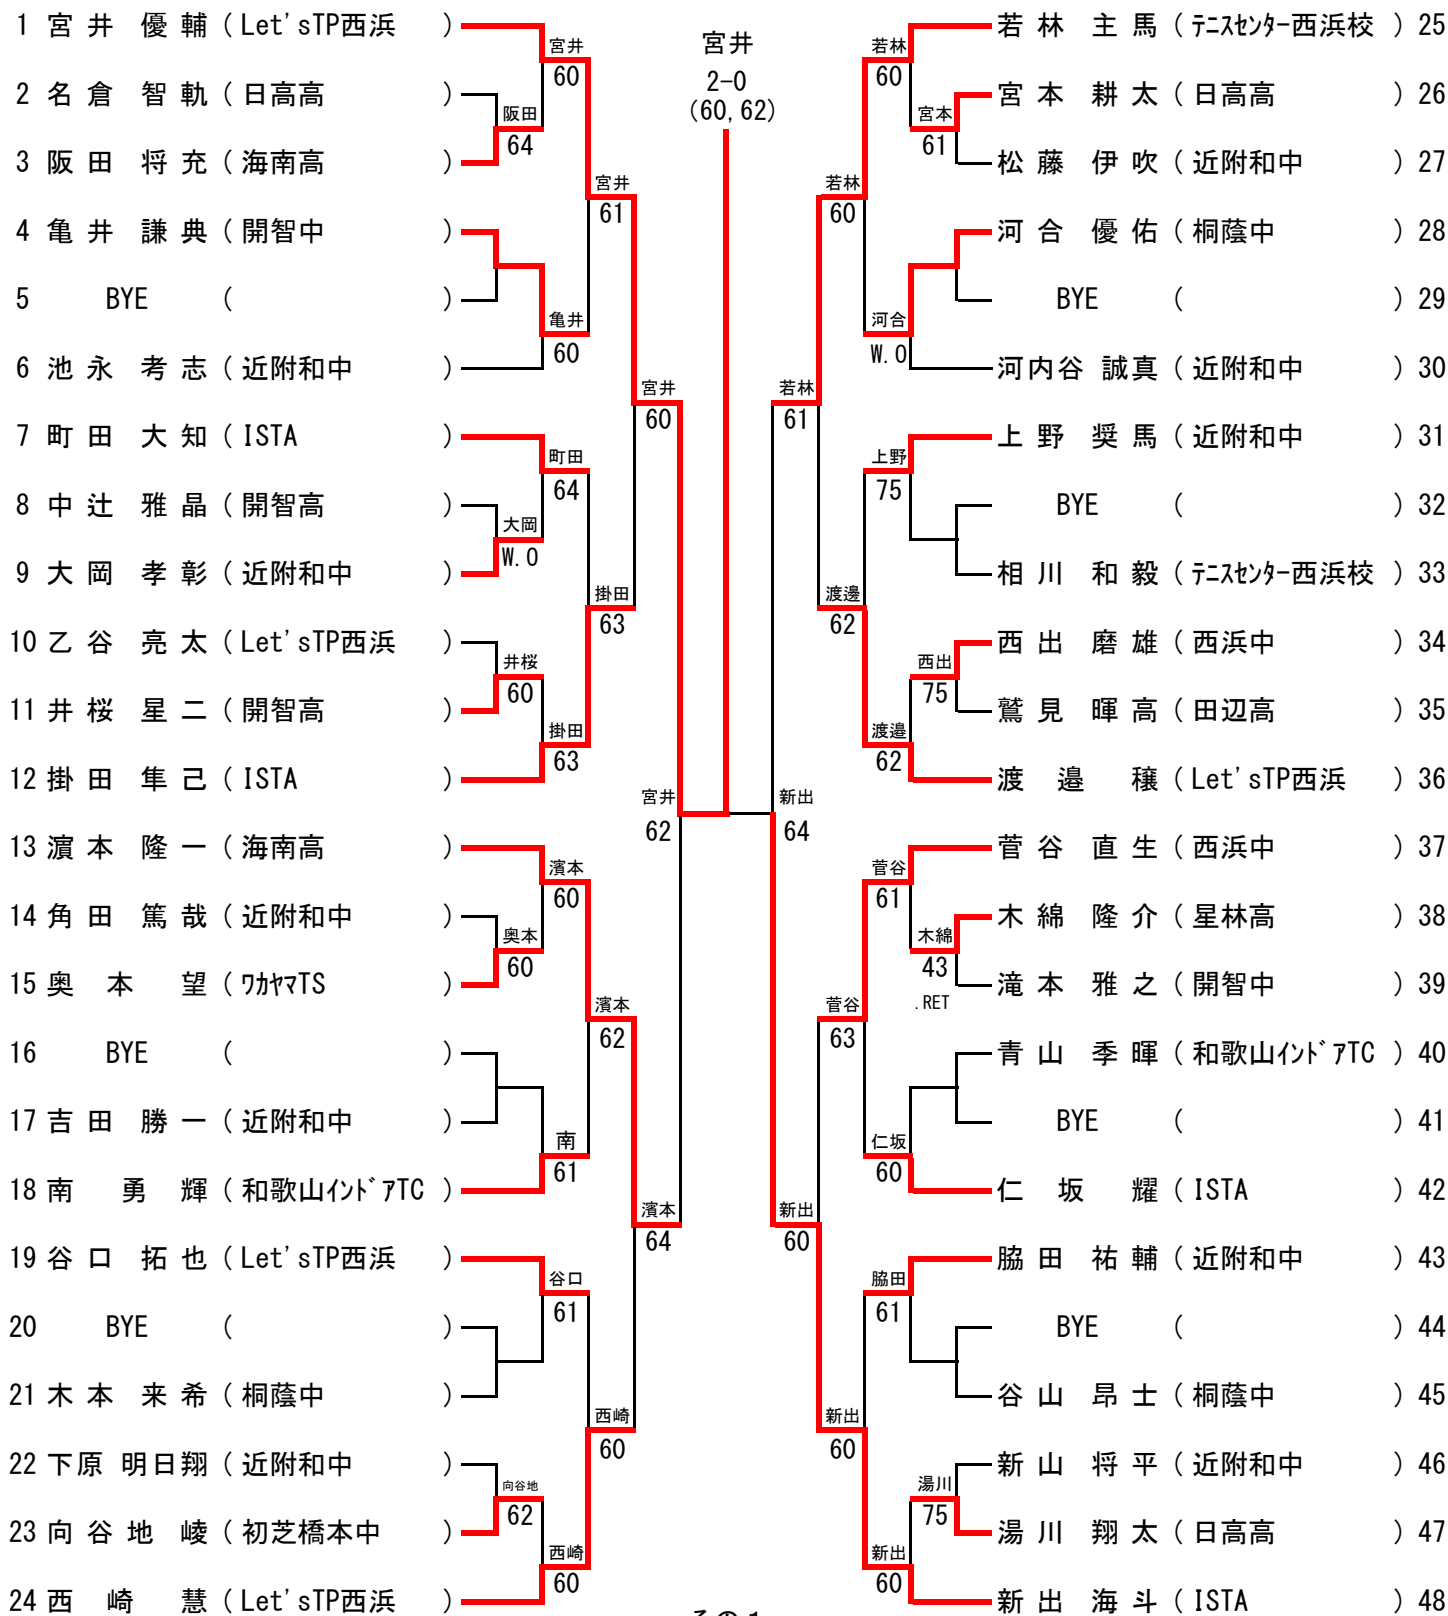 1 宮井 優輔 (Let'sTP西浜)
2 名倉 智軌 (日高高)
3 阪田 将充 (海南高)
4 亀井 謙典 (開智中)
5 BYE ( )
6 池永 考志 (近附和中)
7 町田 大知 (ISTA)
8 中辻 雅晶 (開智高)
9 大岡 孝彰 (近附和中)
10 乙谷 亮太 (Let'sTP西浜)
11 井桜 星二 (開智高)
12 掛田 隼己 (ISTA)
13 濵本 隆一 (海南高)
14 角田 篤哉 (近附和中)
15 奥本 望 (ワカヤマTS)
16 BYE ( )
17 吉田 勝一 (近附和中)
18 南 勇輝 (和歌山インドアTC)
19 谷口 拓也 (Let'sTP西浜)
20 BYE ( )
21 木本 来希 (桐蔭中)
22 下原 明日翔 (近附和中)
23 向谷地 崚 (初芝橋本中)
24 西崎 慧 (Let'sTP西浜)
宮井
60
阪田
64
宮井
61
亀井
60
宮井
60
町田
64
大岡
W.O
掛田
63
井桜
60
掛田
63
宮井
62
濱本
60
奥本
60
濱本
62
南
61
濱本
64
谷口
61
西崎
60
向谷地
62
西崎
60
宮井
2-0
(60,62)
若林
60
宮本
61
若林
60
河合
W.O
若林
61
上野
75
渡邉
62
西出
75
渡邉
62
新出
64
菅谷
61
木綿
43
.RET
菅谷
63
仁坂
60
新出
60
脇田
61
新出
60
湯川
75
新出
60
若林 主馬 (テニスセンター西浜校) 25
宮本 耕太 (日高高) 26
松藤 伊吹 (近附和中) 27
河合 優佑 (桐蔭中) 28
BYE ( ) 29
河内谷 誠真 (近附和中) 30
上野 奨馬 (近附和中) 31
BYE ( ) 32
相川 和毅 (テニスセンター西浜校) 33
西出 磨雄 (西浜中) 34
鷲見 暉高 (田辺高) 35
渡邉 穣 (Let'sTP西浜) 36
菅谷 直生 (西浜中) 37
木綿 隆介 (星林高) 38
滝本 雅之 (開智中) 39
青山 季暉 (和歌山インドアTC) 40
BYE ( ) 41
仁坂 耀 (ISTA) 42
脇田 祐輔 (近附和中) 43
BYE ( ) 44
谷山 昂士 (桐蔭中) 45
新山 将平 (近附和中) 46
湯川 翔太 (日高高) 47
新出 海斗 (ISTA) 48